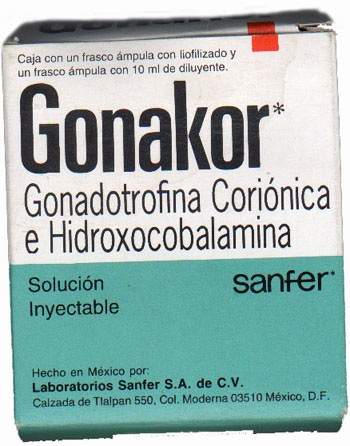 Caja con un frasco ámpula con liofilizado y
un frasco ámpula con 10 ml de diluyente.
Gonakor*
Gonadotrofina Coriónica
e Hidroxocobalamina
Solución
Inyectable
sanfer*
Hecho en México por:
Laboratorios Sanfer S.A. de C.V.
Calzada de Tlalpan 550, Col. Moderna 03510 México, D.F.